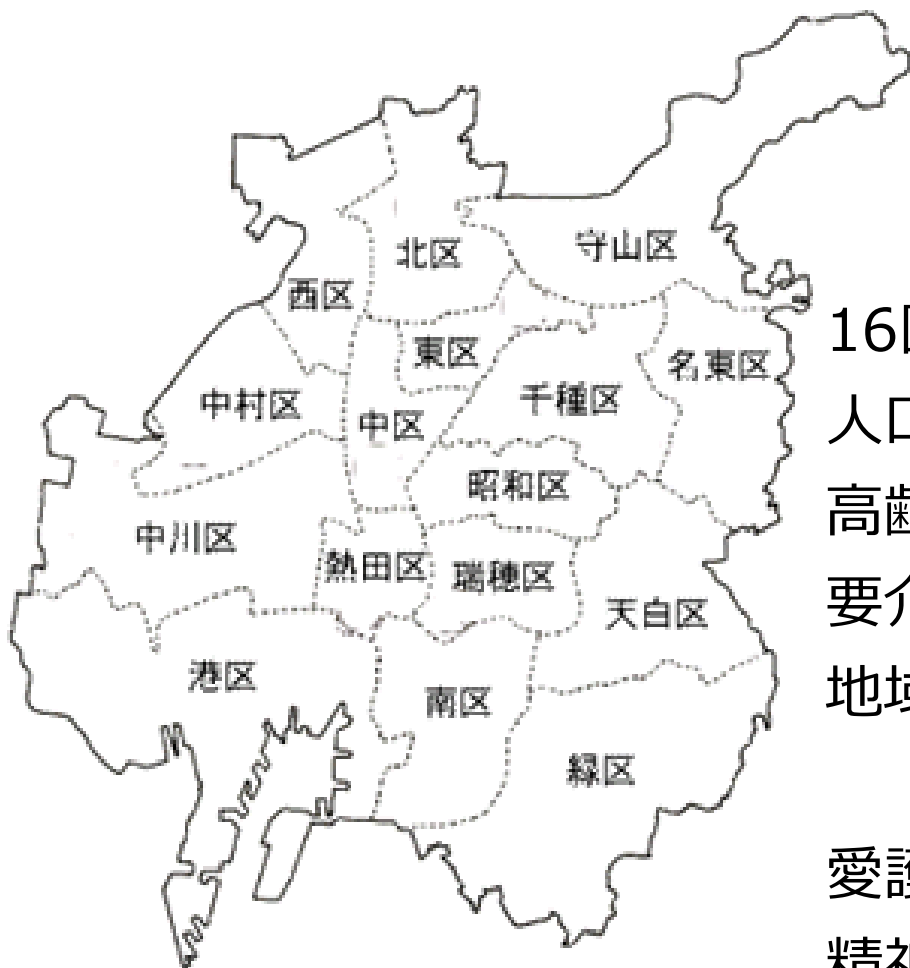 北区
守山区
西区
東区
名東区
中村区
中区
千種区
昭和区
中川区
熱田区
瑞穂区
天白区
港区
南区
緑区
16
人口
高齢
要介
地域
愛護
精神